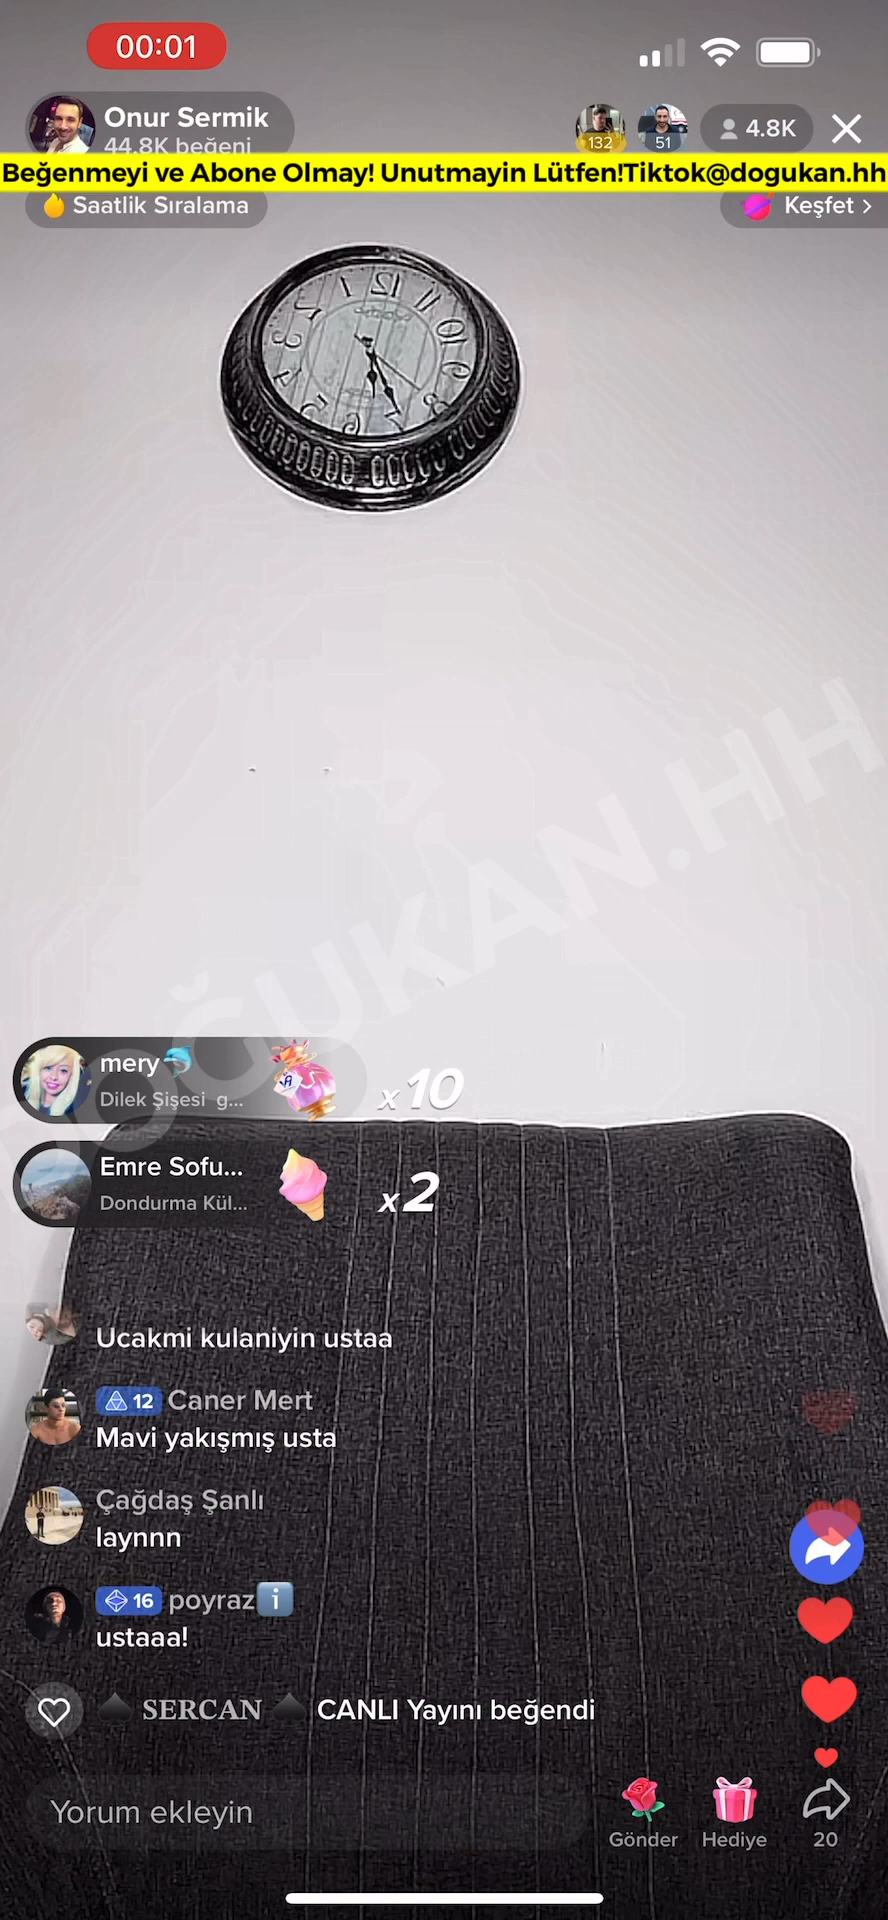 00:01
Onur Sermik
44.8K beğeni
132
51
4.8K
Beğenmeyi ve Abone Olmay! Unutmayin Lütfen!Tiktok@dogukan.hh
Saatlik Sıralama
Keşfet >
DOĞUKAN.HH
mery
Dilek Şişesi g...
x10
Emre Sofu...
Dondurma Kül...
x2
Ucakmi kulaniyin ustaa
12 Caner Mert
Mavi yakışmış usta
Çağdaş Şanlı
laynnn
16 poyraz
ustaaa!
SERCAN CANLI Yayını beğendi
Yorum ekleyin
Gönder
Hediye
20